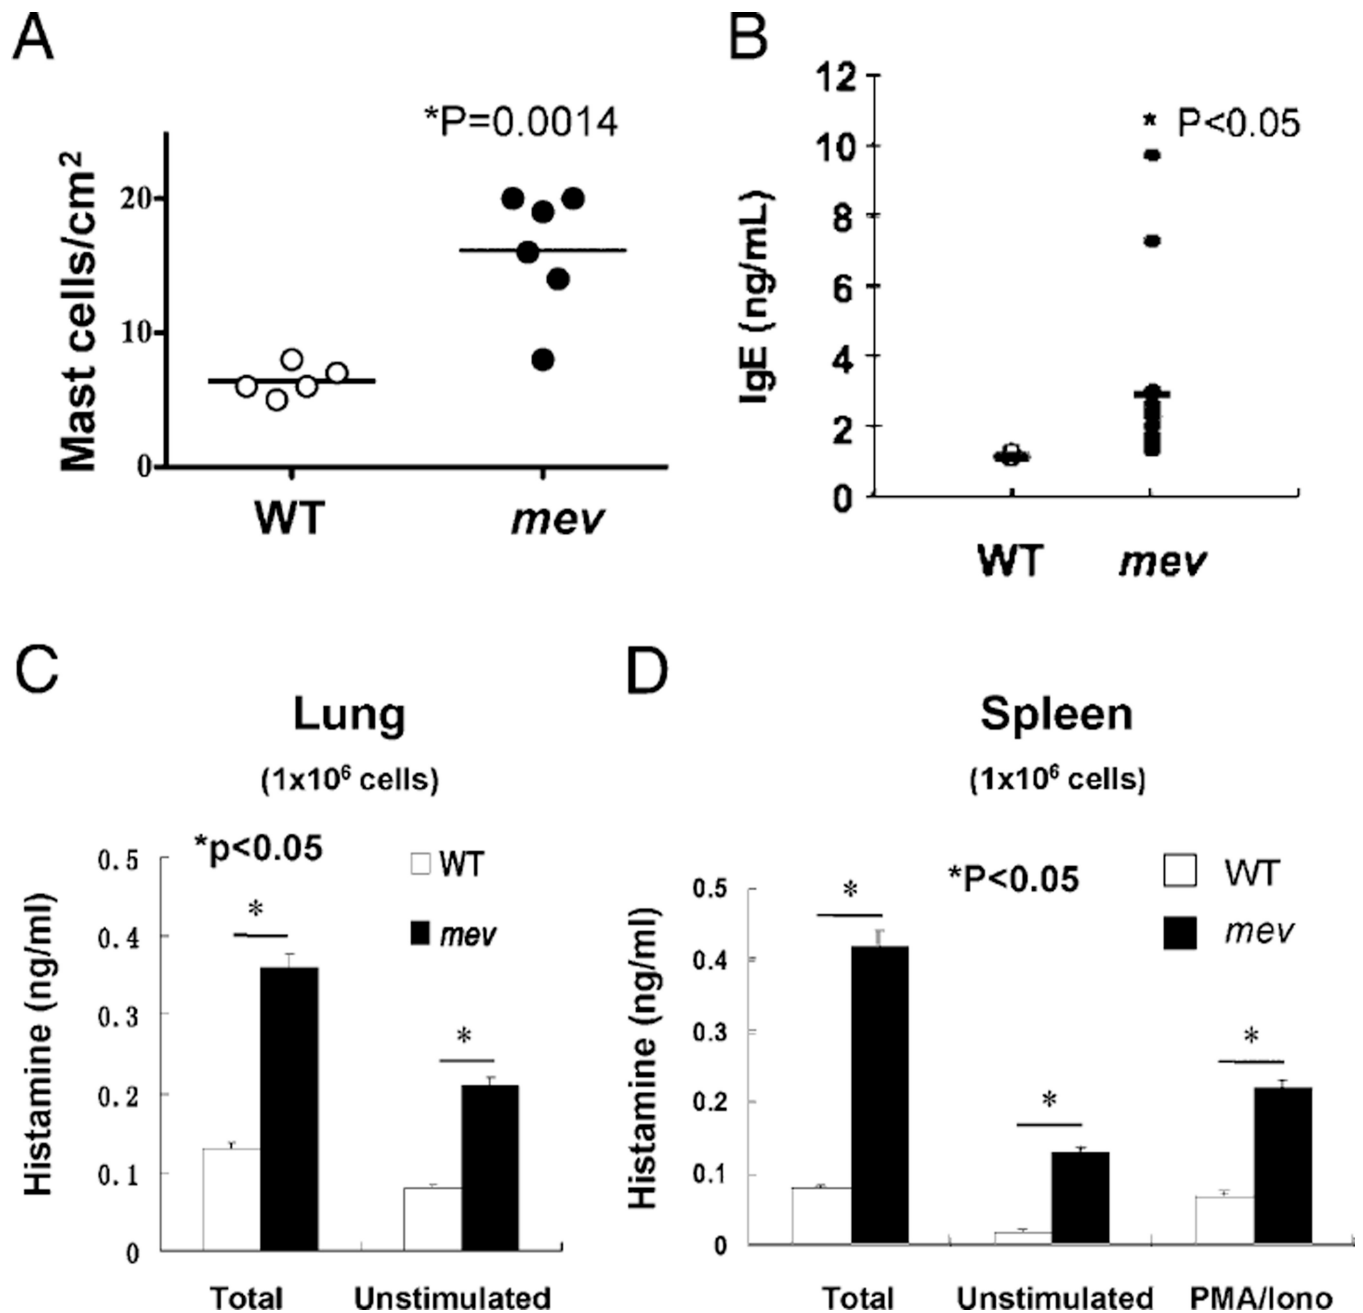 A
*P=0.0014
Mast cells/cm²
20
10
0
WT
mev
B
12
10
8
6
4
2
0
* P<0.05
IgE (ng/mL)
WT
mev
C
Lung
(1x10⁶ cells)
*p<0.05
WT
mev
Histamine (ng/ml)
0.5
0.4
0.3
0.2
0.1
0
*
*
Total
Unstimulated
D
Spleen
(1x10⁶ cells)
*P<0.05
WT
mev
Histamine (ng/ml)
0.5
0.4
0.3
0.2
0.1
0
*
*
*
Total
Unstimulated
PMA/Iono